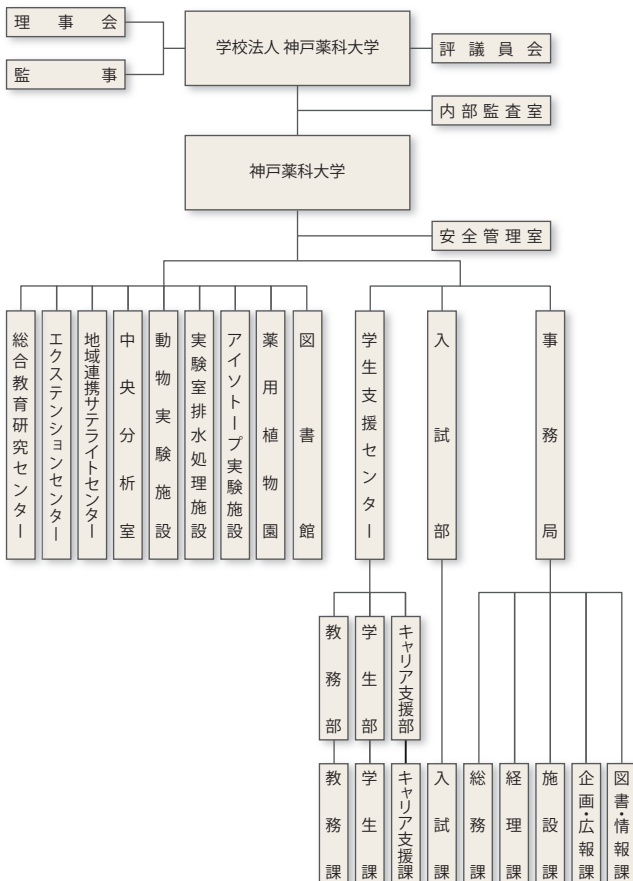 理事会
学校法人 神戸薬科大学
評議員会
監事
内部監査室
神戸薬科大学
安全管理室
総合教育研究センター
エクステンションセンター
地域連携サテライトセンター
中央分析室
動物実験施設
実験室排水処理施設
アイソトープ実験施設
薬用植物園
図書館
学生支援センター
入試部
事務局
教務部
学生部
キャリア支援部
教務課
学生課
キャリア支援課
入試課
総務課
経理課
施設課
企画・広報課
図書・情報課